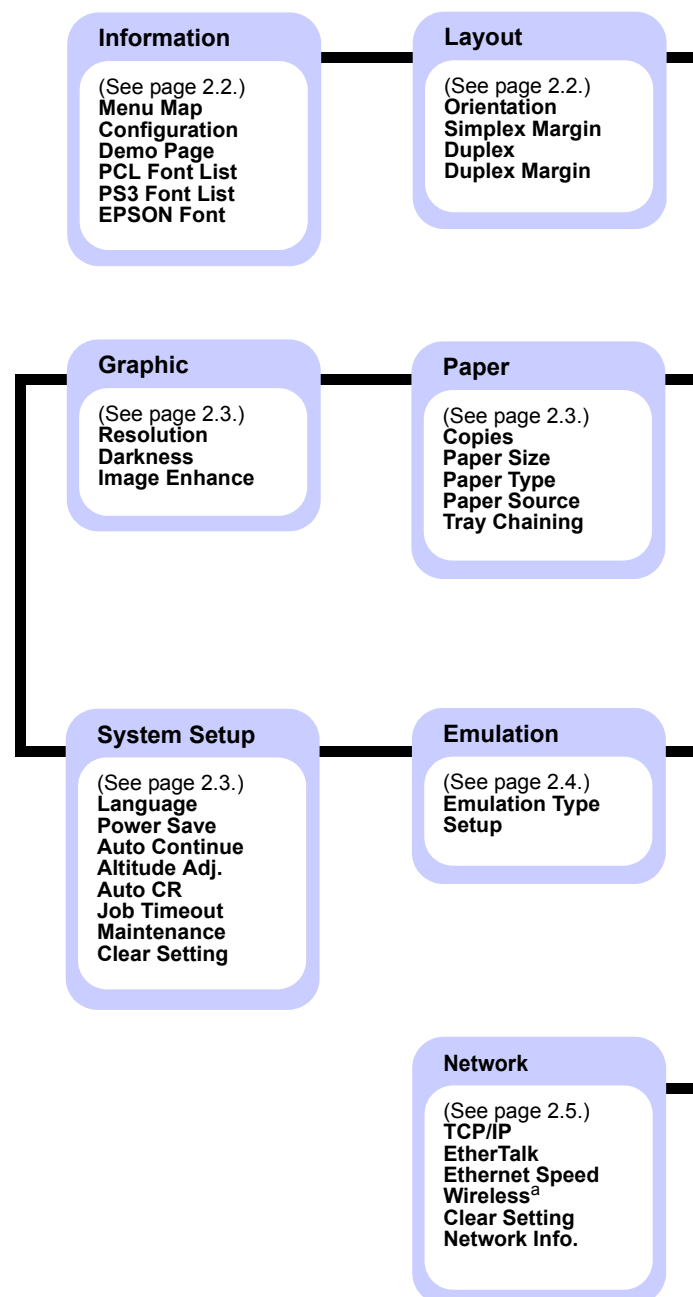 Information
(See page 2.2.)
Menu Map
Configuration
Demo Page
PCL Font List
PS3 Font List
EPSON Font
Layout
(See page 2.2.)
Orientation
Simplex Margin
Duplex
Duplex Margin
Graphic
(See page 2.3.)
Resolution
Darkness
Image Enhance
Paper
(See page 2.3.)
Copies
Paper Size
Paper Type
Paper Source
Tray Chaining
System Setup
(See page 2.3.)
Language
Power Save
Auto Continue
Altitude Adj.
Auto CR
Job Timeout
Maintenance
Clear Setting
Emulation
(See page 2.4.)
Emulation Type
Setup
Network
(See page 2.5.)
TCP/IP
EtherTalk
Ethernet Speed
Wirelessa
Clear Setting
Network Info.